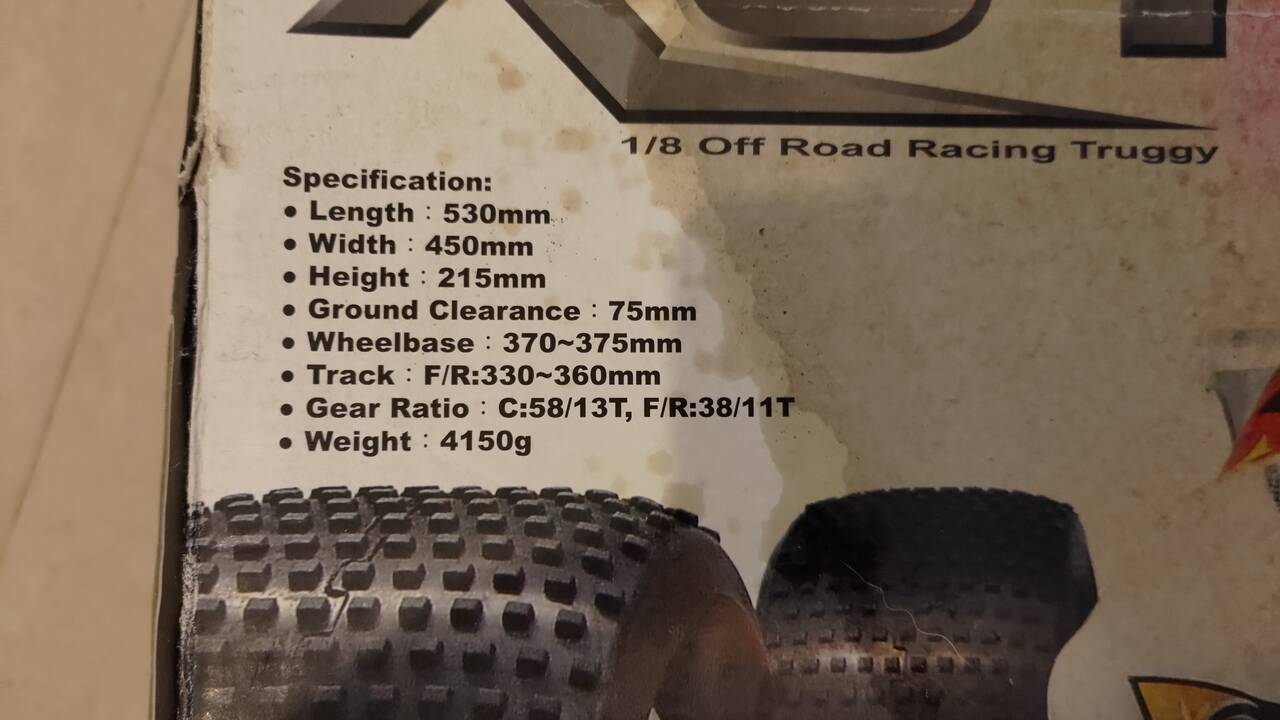 1/8 Off Road Racing Truggy
Specification:
• Length : 530mm
• Width : 450mm
• Height : 215mm
• Ground Clearance : 75mm
• Wheelbase : 370~375mm
• Track : F/R:330~360mm
• Gear Ratio : C:58/13T, F/R:38/11T
• Weight : 4150g